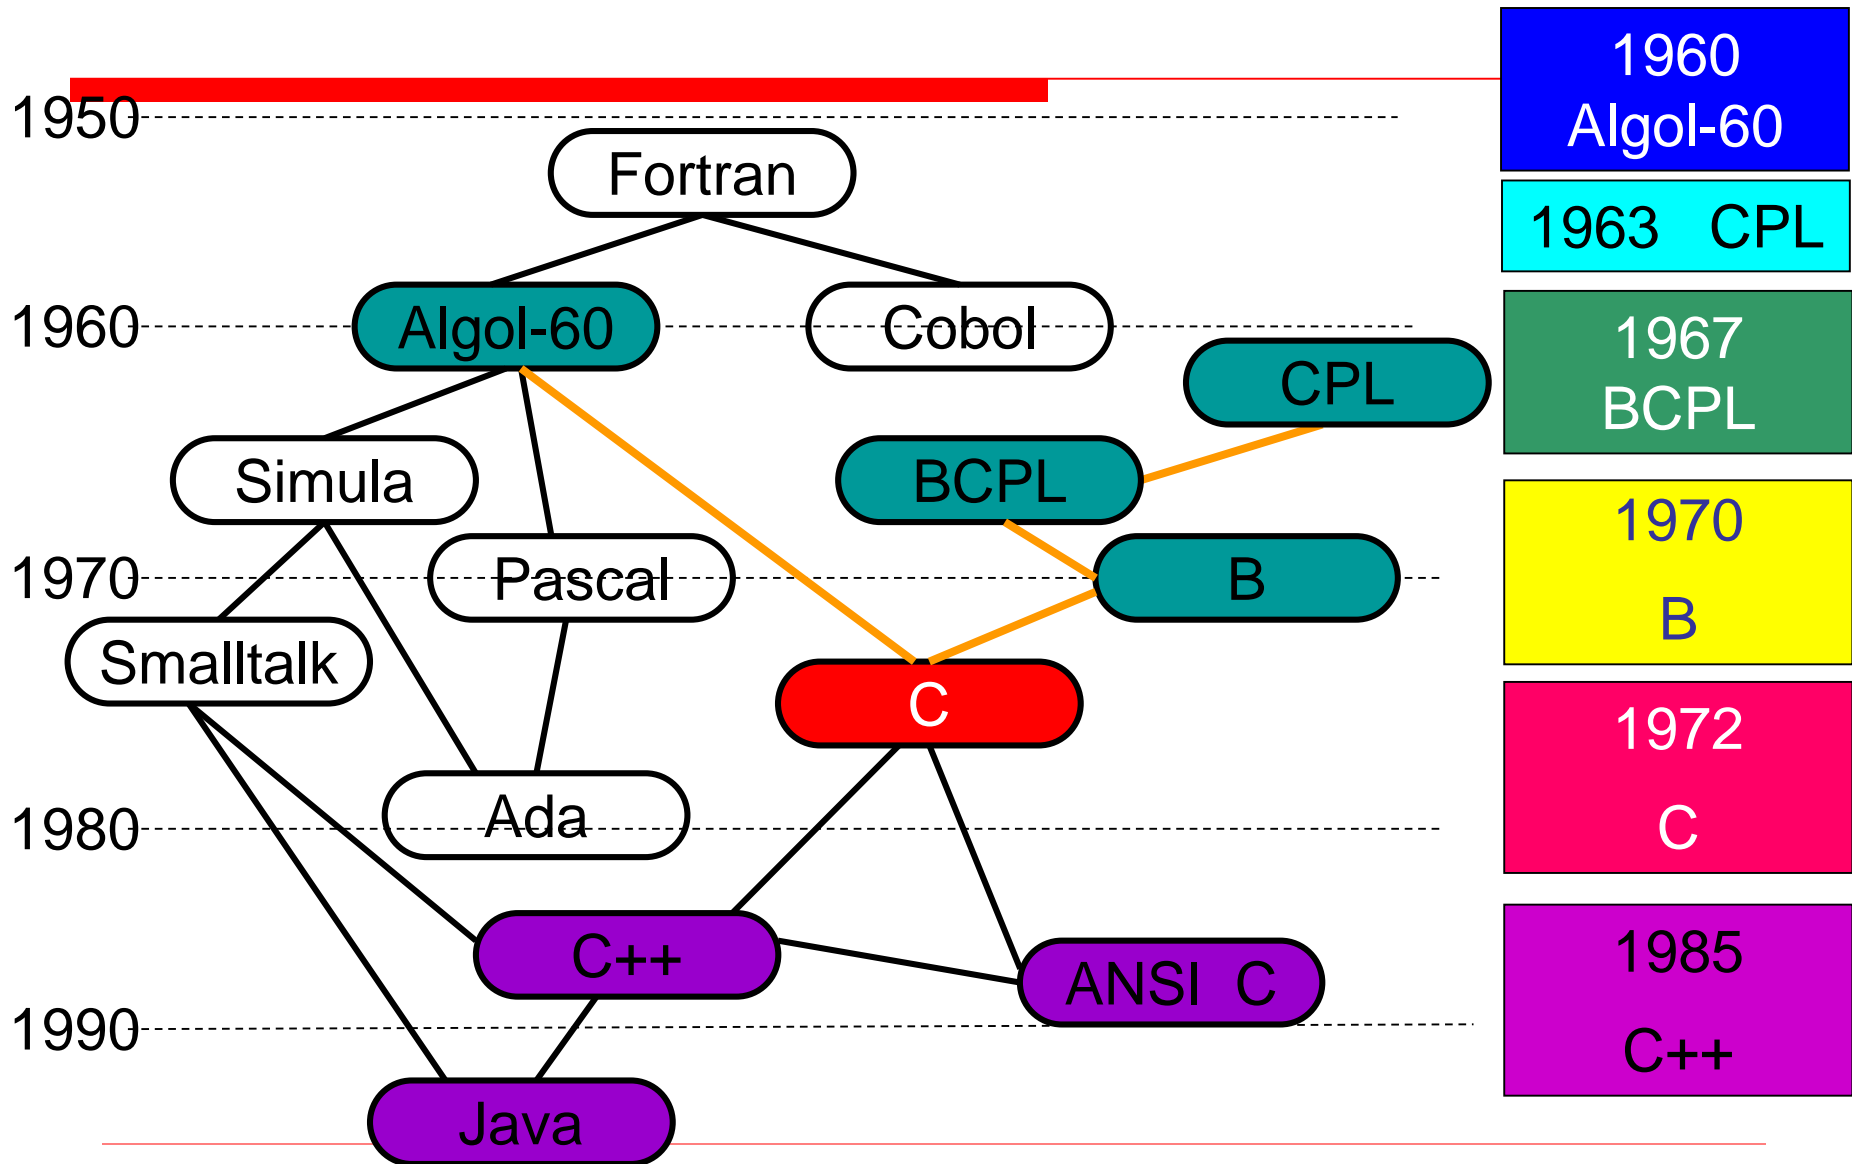 1950
Fortran
1960
Algol-60
Cobol
CPL
Simula
BCPL
1970
Pascal
B
Smalltalk
C
1980
Ada
C++
ANSI C
1990
Java
1960
Algol-60
1963 CPL
1967
BCPL
1970
B
1972
C
1985
C++